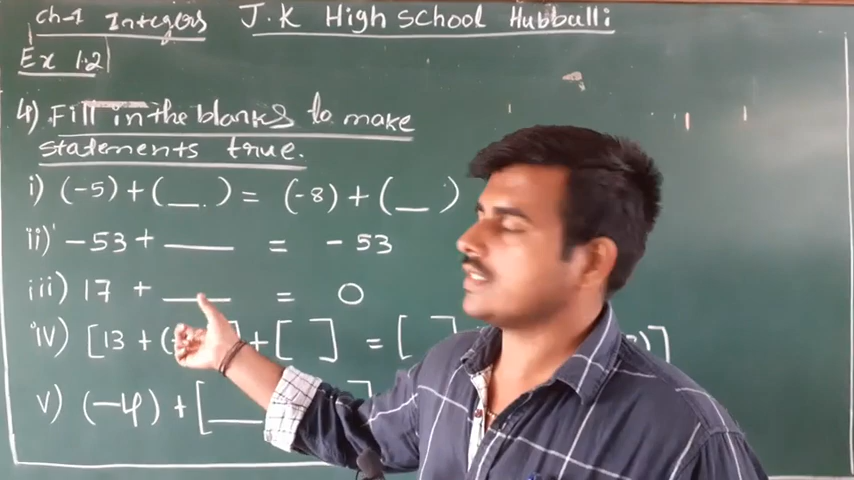 ch-1 Integers J.K High School Hubballi
Ex 1.2
4) Fill in the blanks to make
statements true.
i) (-5) + (__) = (-8) + (__)
ii) -53 + ____ = -53
iii) 17 + ____ = 0
iv) [13 + ( ] + [ ] = [ ]
v) (-4) + [__